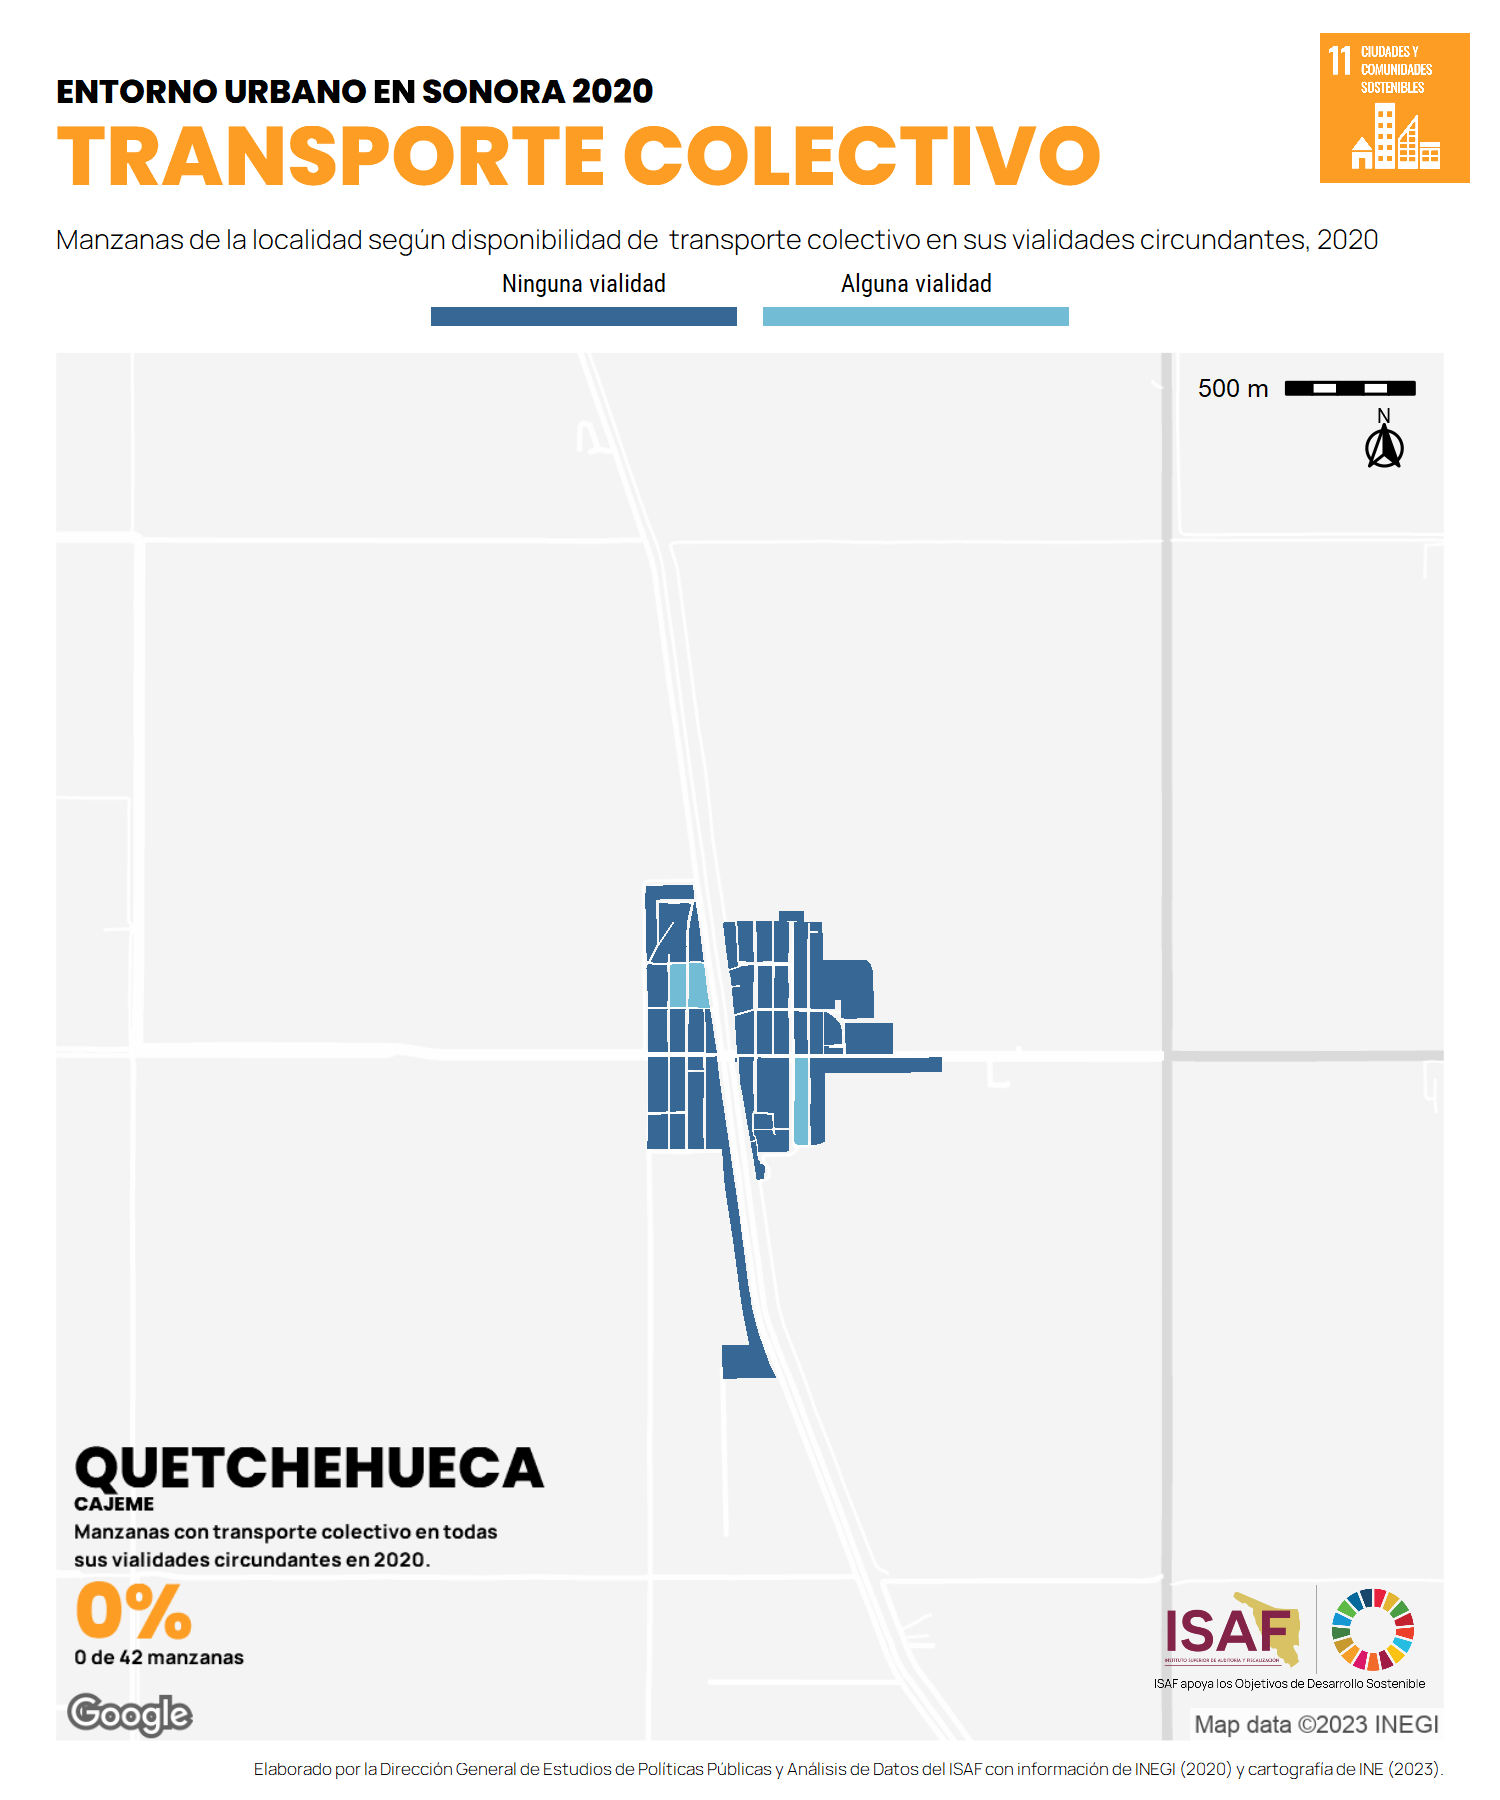 ENTORNO URBANO EN SONORA 2020
TRANSPORTE COLECTIVO
11 CIUDADES Y
COMUNIDADES
SOSTENIBLES
Manzanas de la localidad según disponibilidad de transporte colectivo en sus vialidades circundantes, 2020
Ninguna vialidad
Alguna vialidad
500 m
N
QUETCHEHUECA
CAJEME
Manzanas con transporte colectivo en todas
sus vialidades circundantes en 2020.
0%
0 de 42 manzanas
Google
ISAF
INSTITUTO SUPERIOR DE AUDITORÍA Y FISCALIZACIÓN
ISAF apoya los Objetivos de Desarrollo Sostenible
Map data ©2023 INEGI
Elaborado por la Dirección General de Estudios de Políticas Públicas y Análisis de Datos del ISAF con información de INEGI (2020) y cartografía de INE (2023).